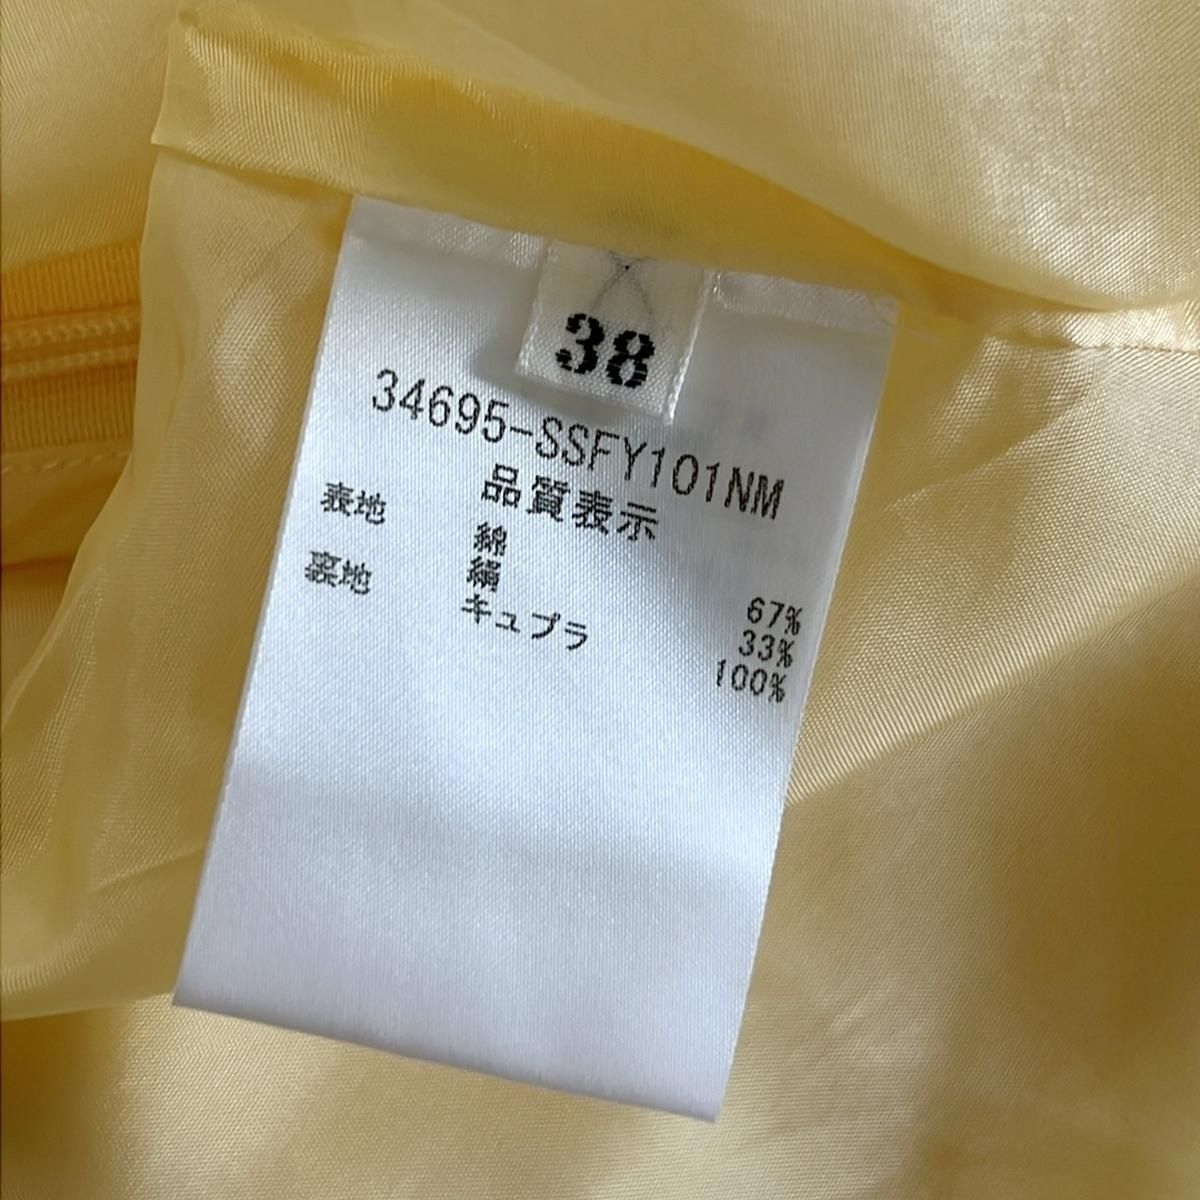 38
34695-SSFY101NM
品質表示
表地 綿 67%
絹 33%
裏地 キュプラ 100%